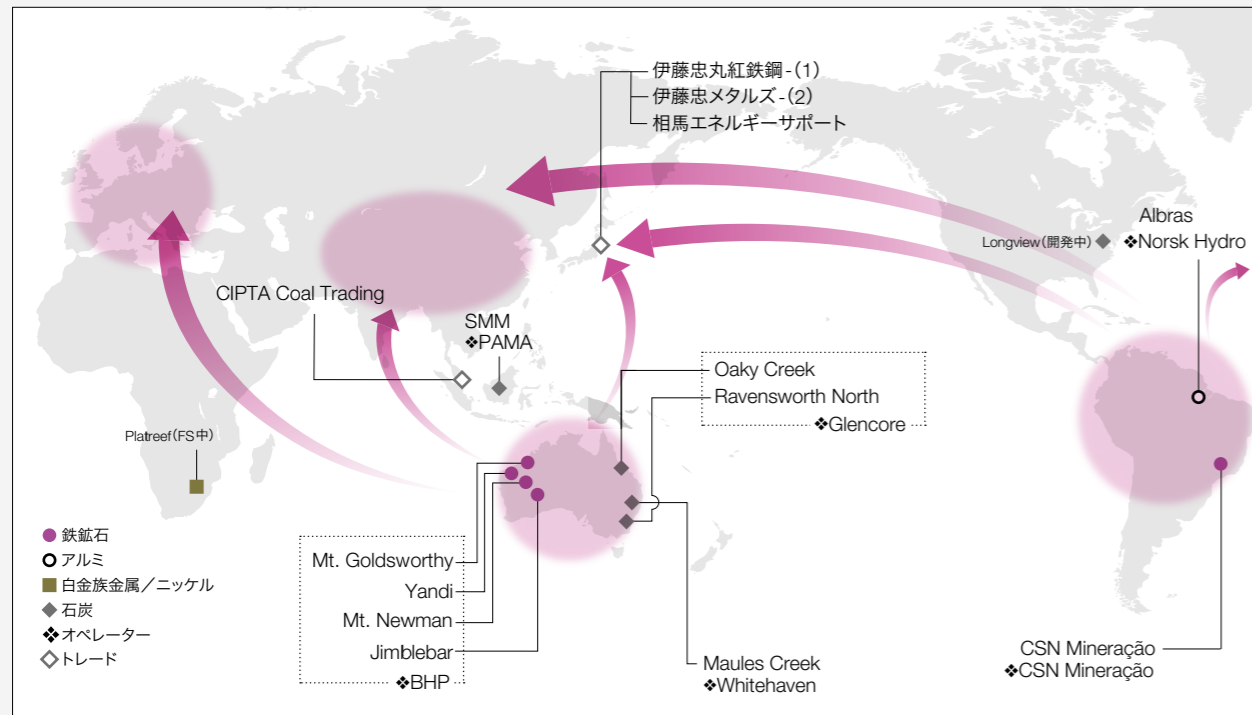 伊藤忠丸紅鉄鋼-(1)
伊藤忠メタルズ-(2)
相馬エネルギーサポート
Albras
❖Norsk Hydro
Longview(開発中)
CIPTA Coal Trading
SMM
❖PAMA
Oaky Creek
Ravensworth North
❖Glencore
Platreef(FS中)
鉄鉱石
アルミ
白金族金属／ニッケル
石炭
❖オペレーター
トレード
Mt. Goldsworthy
Yandi
Mt. Newman
Jimblebar
❖BHP
Maules Creek
❖Whitehaven
CSN Mineração
❖CSN Mineração